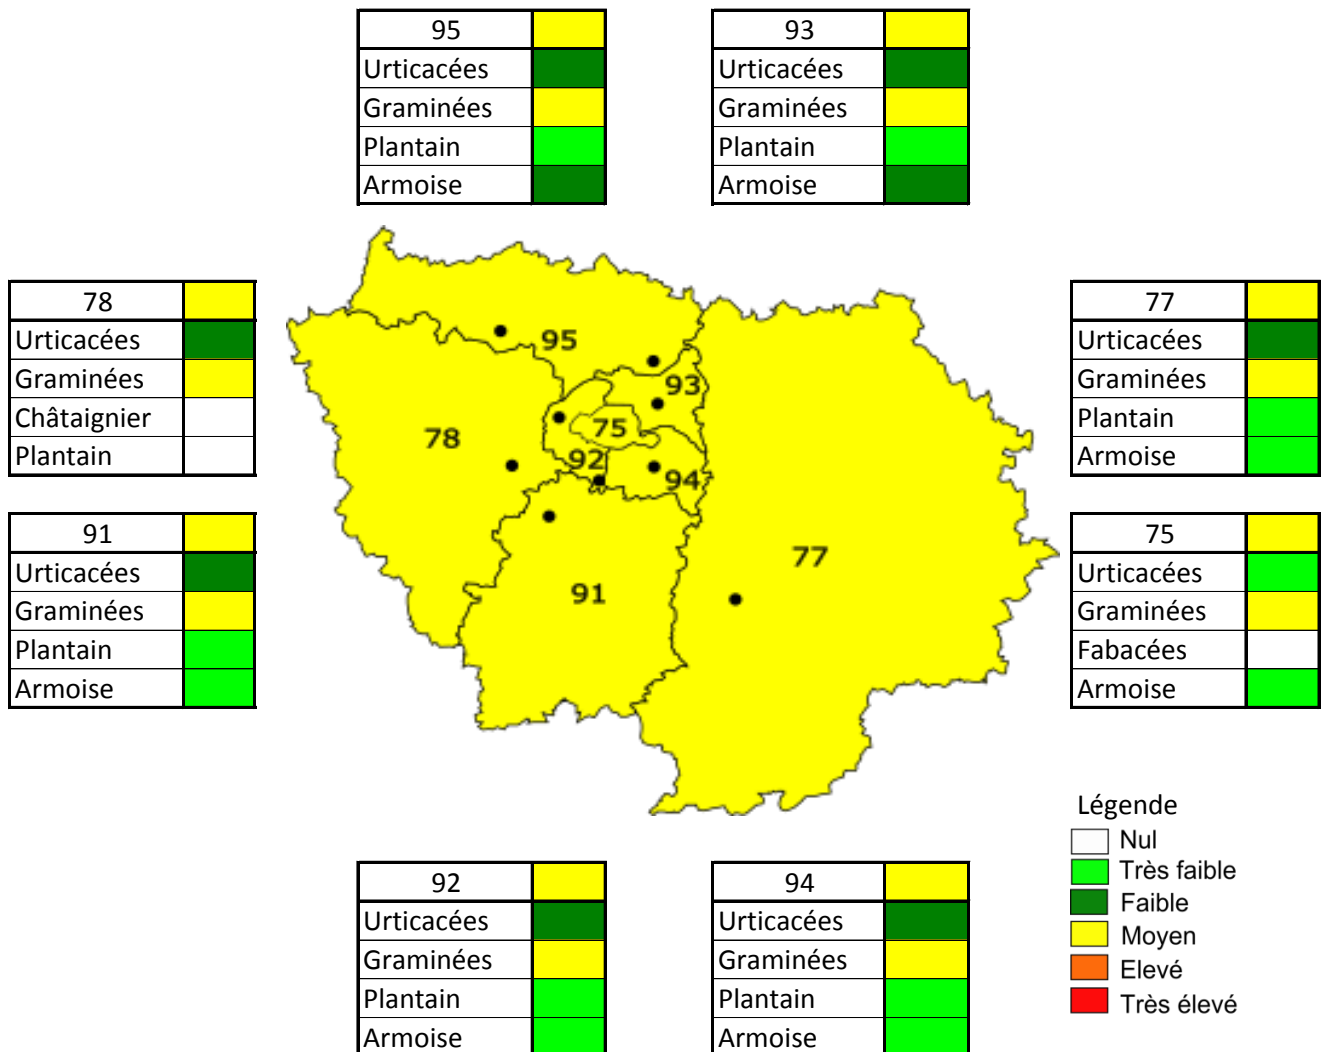 95
Urticacées
Graminées
Plantain
Armoise
93
Urticacées
Graminées
Plantain
Armoise
78
Urticacées
Graminées
Châtaignier
Plantain
91
Urticacées
Graminées
Plantain
Armoise
95
93
75
78
92
94
77
91
77
Urticacées
Graminées
Plantain
Armoise
75
Urticacées
Graminées
Fabacées
Armoise
Légende
Nul
Très faible
Faible
Moyen
Elevé
Très élevé
92
Urticacées
Graminées
Plantain
Armoise
94
Urticacées
Graminées
Plantain
Armoise